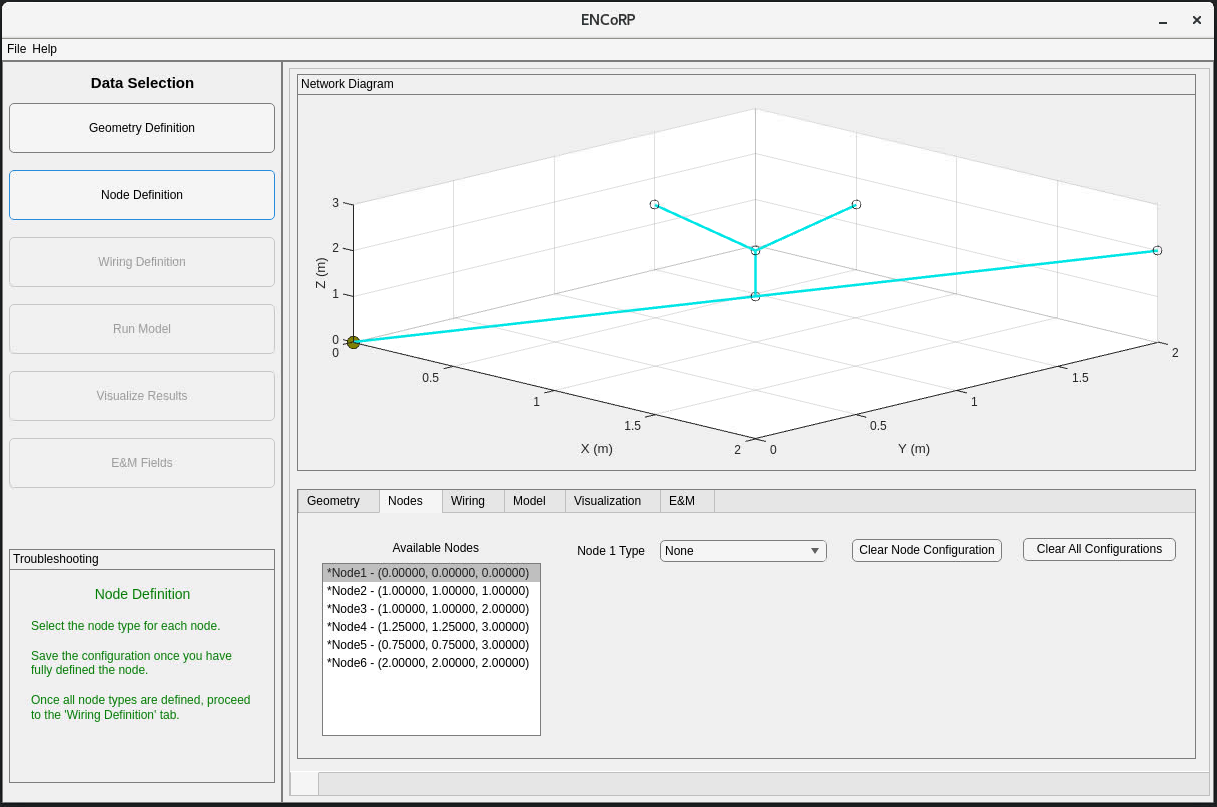 ENCoRP
File Help
Data Selection
Geometry Definition
Node Definition
Wiring Definition
Run Model
Visualize Results
E&M Fields
Troubleshooting
Node Definition
Select the node type for each node.
Save the configuration once you have
fully defined the node.
Once all node types are defined, proceed
to the 'Wiring Definition' tab.
Network Diagram
3
2
1
0
Z (m)
0
0.5
1
1.5
2
X (m)
0
0.5
1
1.5
2
Y (m)
Geometry Nodes Wiring Model Visualization E&M
Available Nodes
*Node1 - (0.00000, 0.00000, 0.00000)
*Node2 - (1.00000, 1.00000, 1.00000)
*Node3 - (1.00000, 1.00000, 2.00000)
*Node4 - (1.25000, 1.25000, 3.00000)
*Node5 - (0.75000, 0.75000, 3.00000)
*Node6 - (2.00000, 2.00000, 2.00000)
Node 1 Type None Clear Node Configuration Clear All Configurations